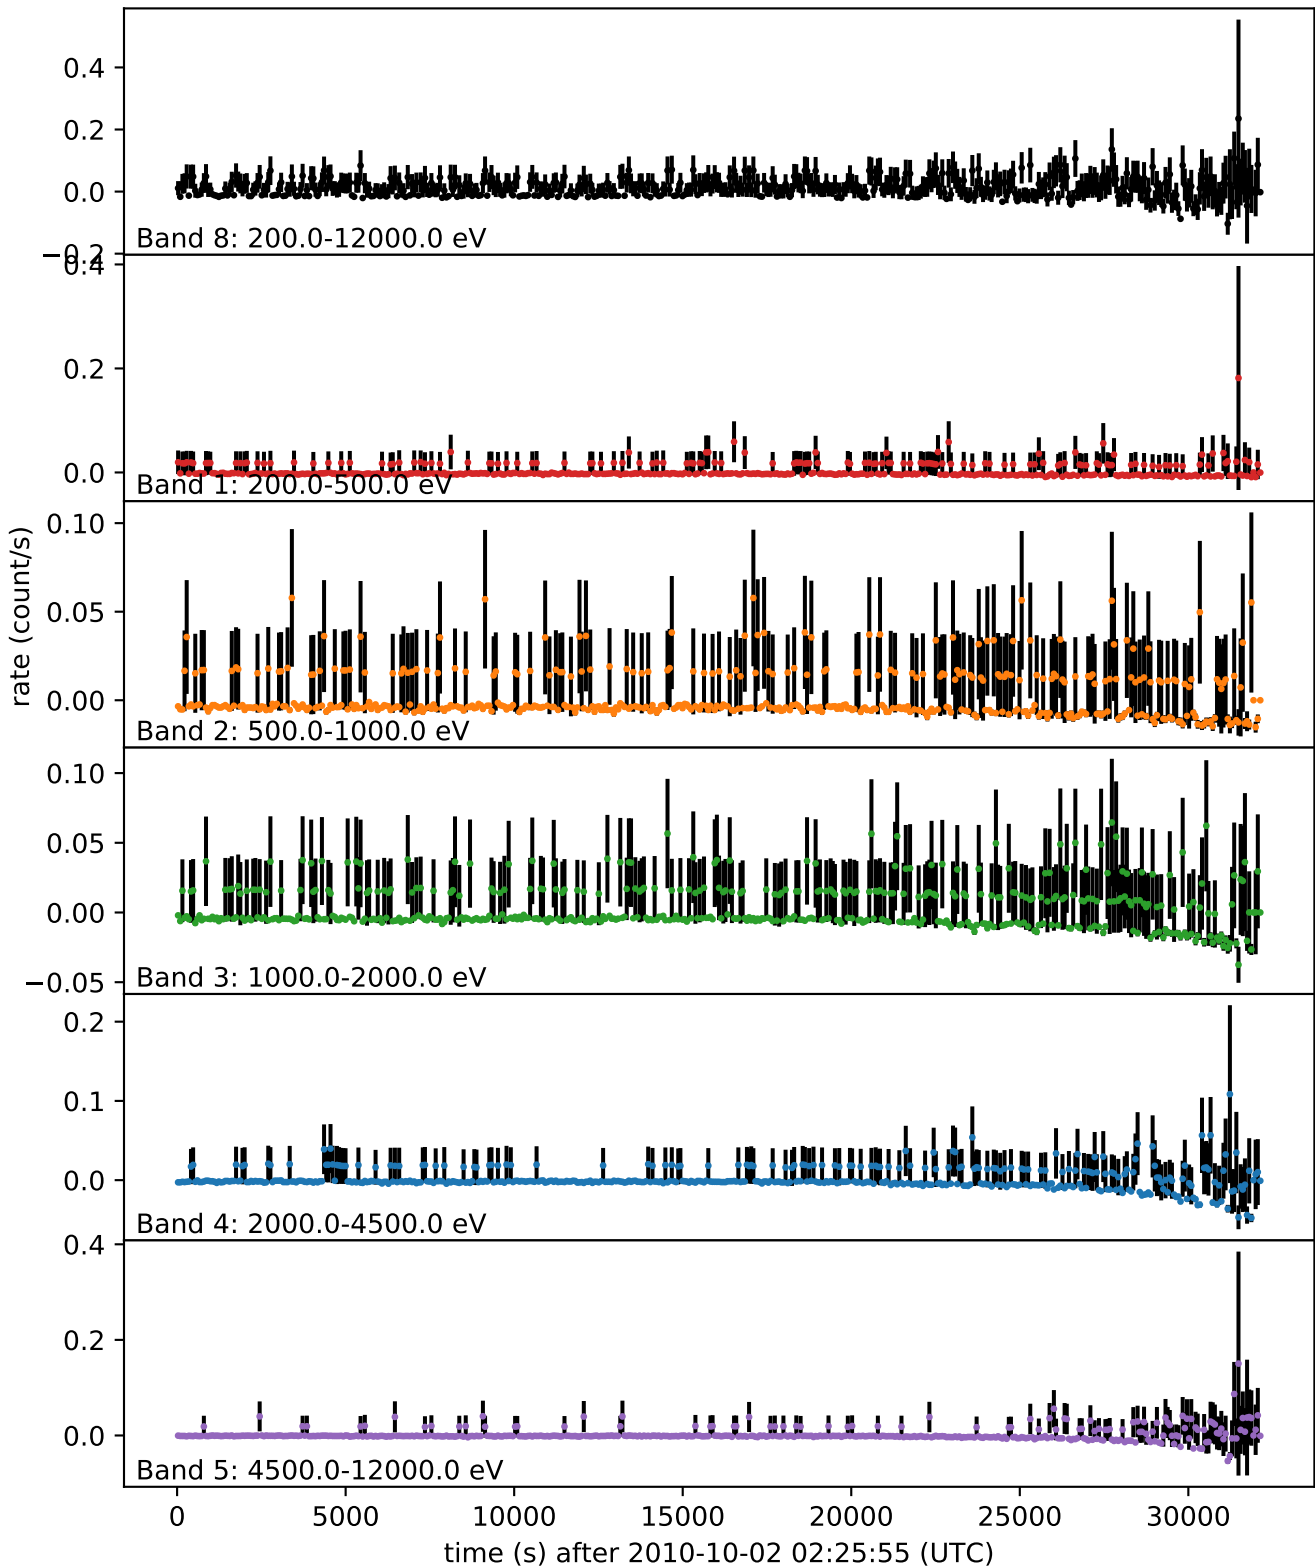 0.4
0.2
0.0
−0.2
Band 8: 200.0-12000.0 eV
0.4
0.2
0.0
Band 1: 200.0-500.0 eV
0.10
0.05
0.00
Band 2: 500.0-1000.0 eV
rate (count/s)
0.10
0.05
0.00
−0.05
Band 3: 1000.0-2000.0 eV
0.2
0.1
0.0
Band 4: 2000.0-4500.0 eV
0.4
0.2
0.0
Band 5: 4500.0-12000.0 eV
0 5000 10000 15000 20000 25000 30000
time (s) after 2010-10-02 02:25:55 (UTC)